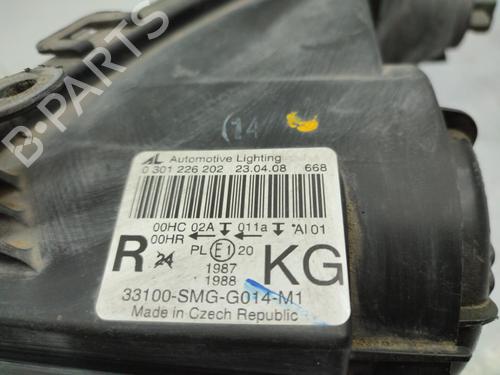 B-PARTS
(14
AL Automotive Lighting
0 301 226 202 23.04.08 668
00HC 02A 011a *AI 01
00HR
R 24 PL E1 20 KG
1987
1988
33100-SMG-G014-M1
Made in Czech Republic